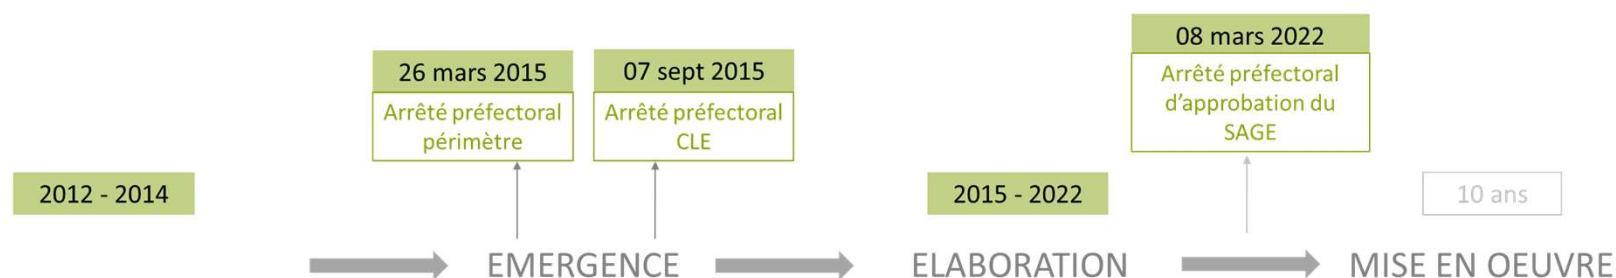 08 mars 2022
26 mars 2015
07 sept 2015
Arrêté préfectoral
d'approbation du
SAGE
Arrêté préfectoral
périmètre
Arrêté préfectoral
CLE
2012 - 2014
2015 - 2022
10 ans
EMERGENCE
ELABORATION
MISE EN OEUVRE